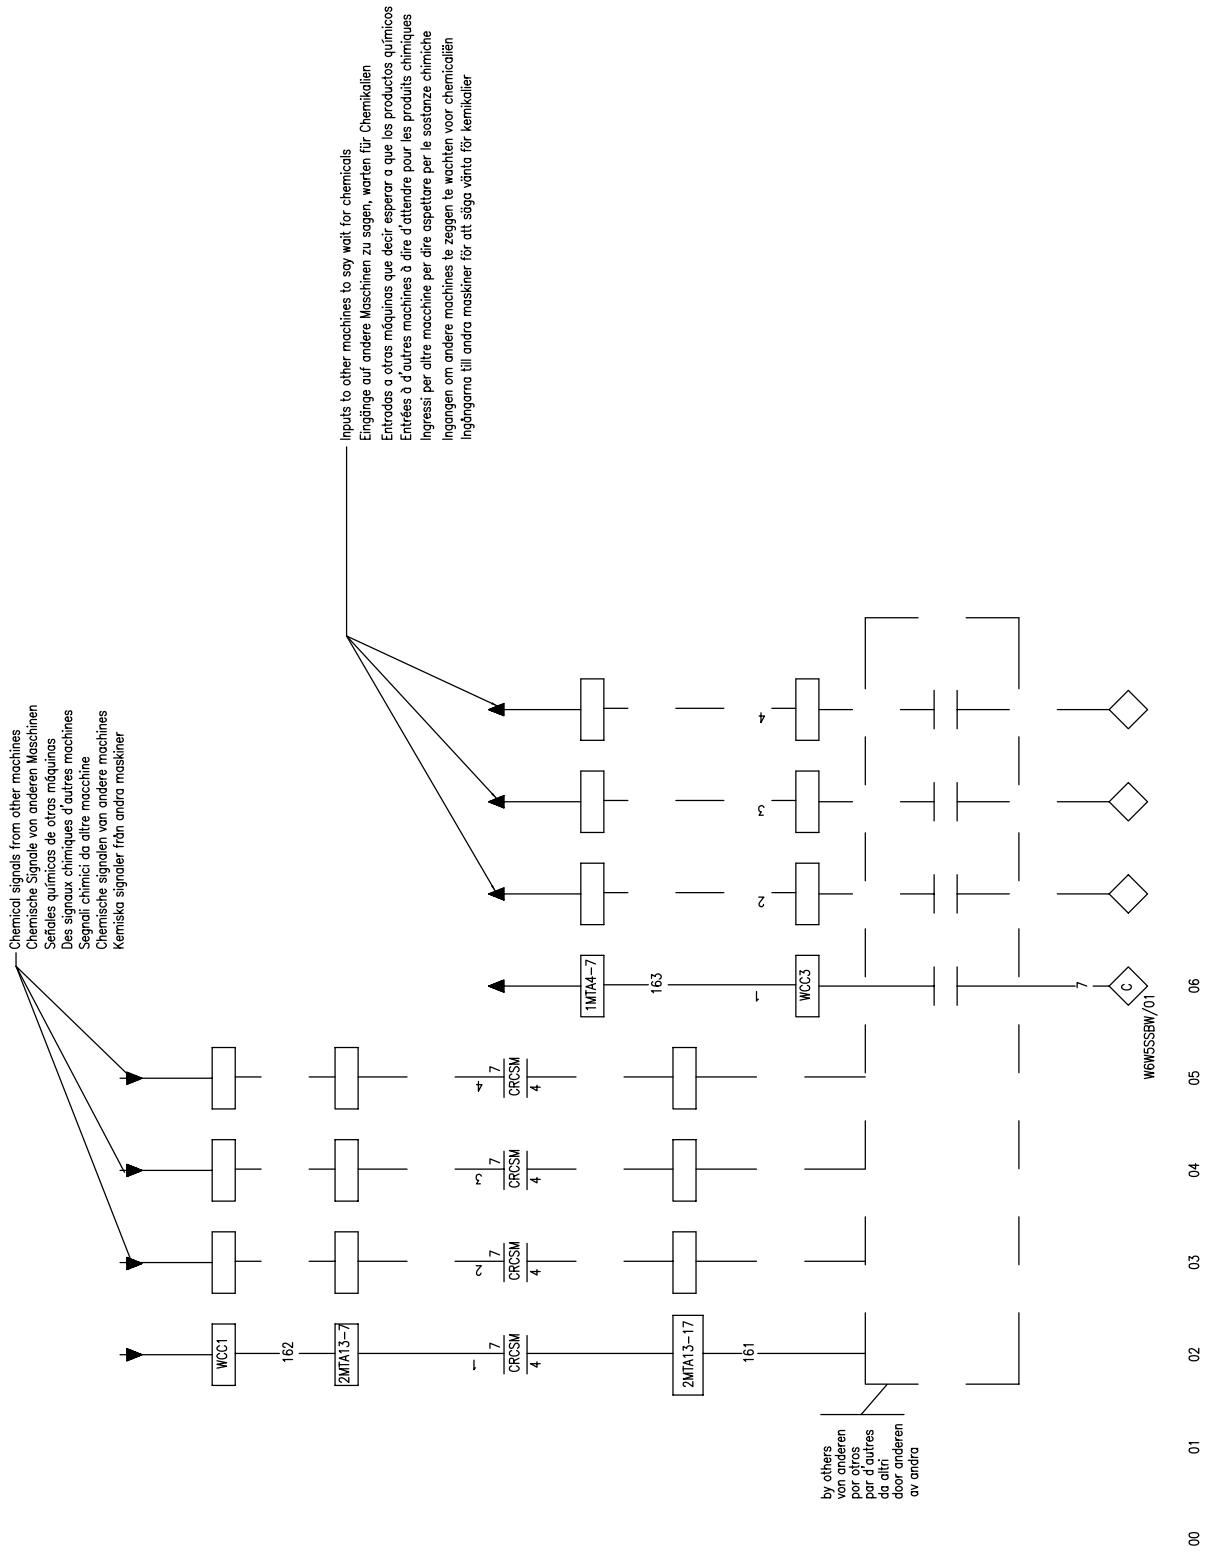 Chemical signals from other machines
Chemische Signale von anderen Maschinen
Señales químicas de otras máquinas
Des signaux chimiques d'autres machines
Segnali chimici da altre macchine
Chemische signalen van andere machines
Kemiska signaler från andra maskiner
Inputs to other machines to say wait for chemicals
Eingänge auf andere Maschinen zu sagen, warten für Chemikalien
Entradas a otras máquinas que decir esperar a que los productos químicos
Entrées à d'autres machines à dire d'attendre pour les produits chimiques
Ingressi per altre macchine per dire aspettare per le sostanze chimiche
Ingangen om andere machines te zeggen te wachten voor chemicaliën
Ingångarna till andra maskiner för att säga vänta för kemikalier
WCC1
162
2MTA13-7
1
7
CRCSM
4
2MTA13-17
161
2
7
CRCSM
4
3
7
CRCSM
4
4
7
CRCSM
4
1MTA4-7
163
1
WCC3
7
C
2
3
4
by others
von anderen
por otros
par d'autres
da altri
door anderen
av andra
W6W5SSBW/01
00
01
02
03
04
05
06